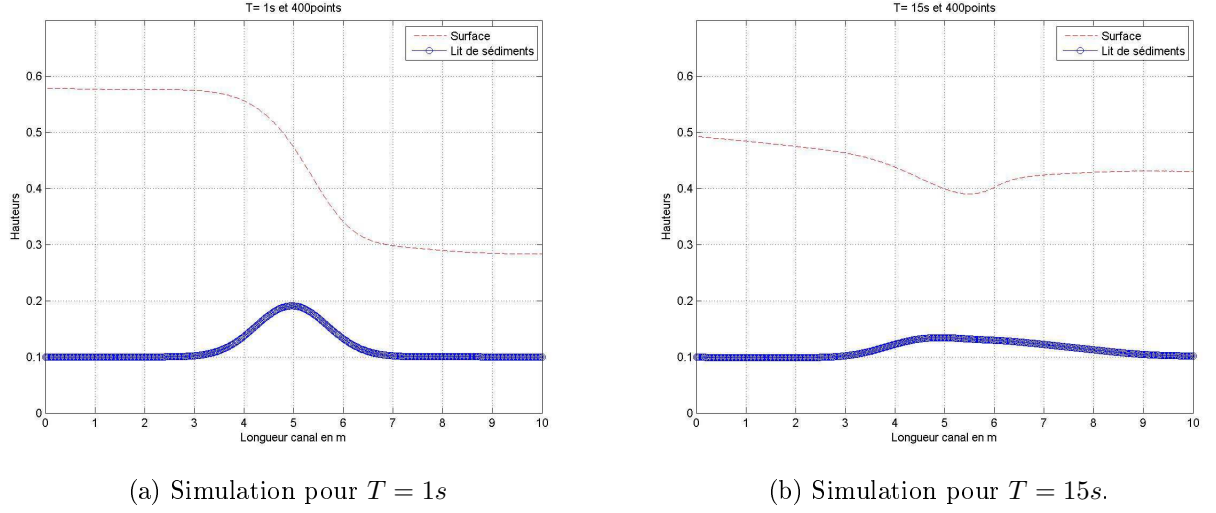 T= 1s et 400points
Surface
Lit de sédiments
0.6
0.5
0.4
0.3
0.2
0.1
0
Hauteurs
0 1 2 3 4 5 6 7 8 9 10
Longueur canal en m
(a) Simulation pour T = 1s
T= 15s et 400points
Surface
Lit de sédiments
0.6
0.5
0.4
0.3
0.2
0.1
0
Hauteurs
0 1 2 3 4 5 6 7 8 9 10
Longueur canal en m
(b) Simulation pour T = 15s.